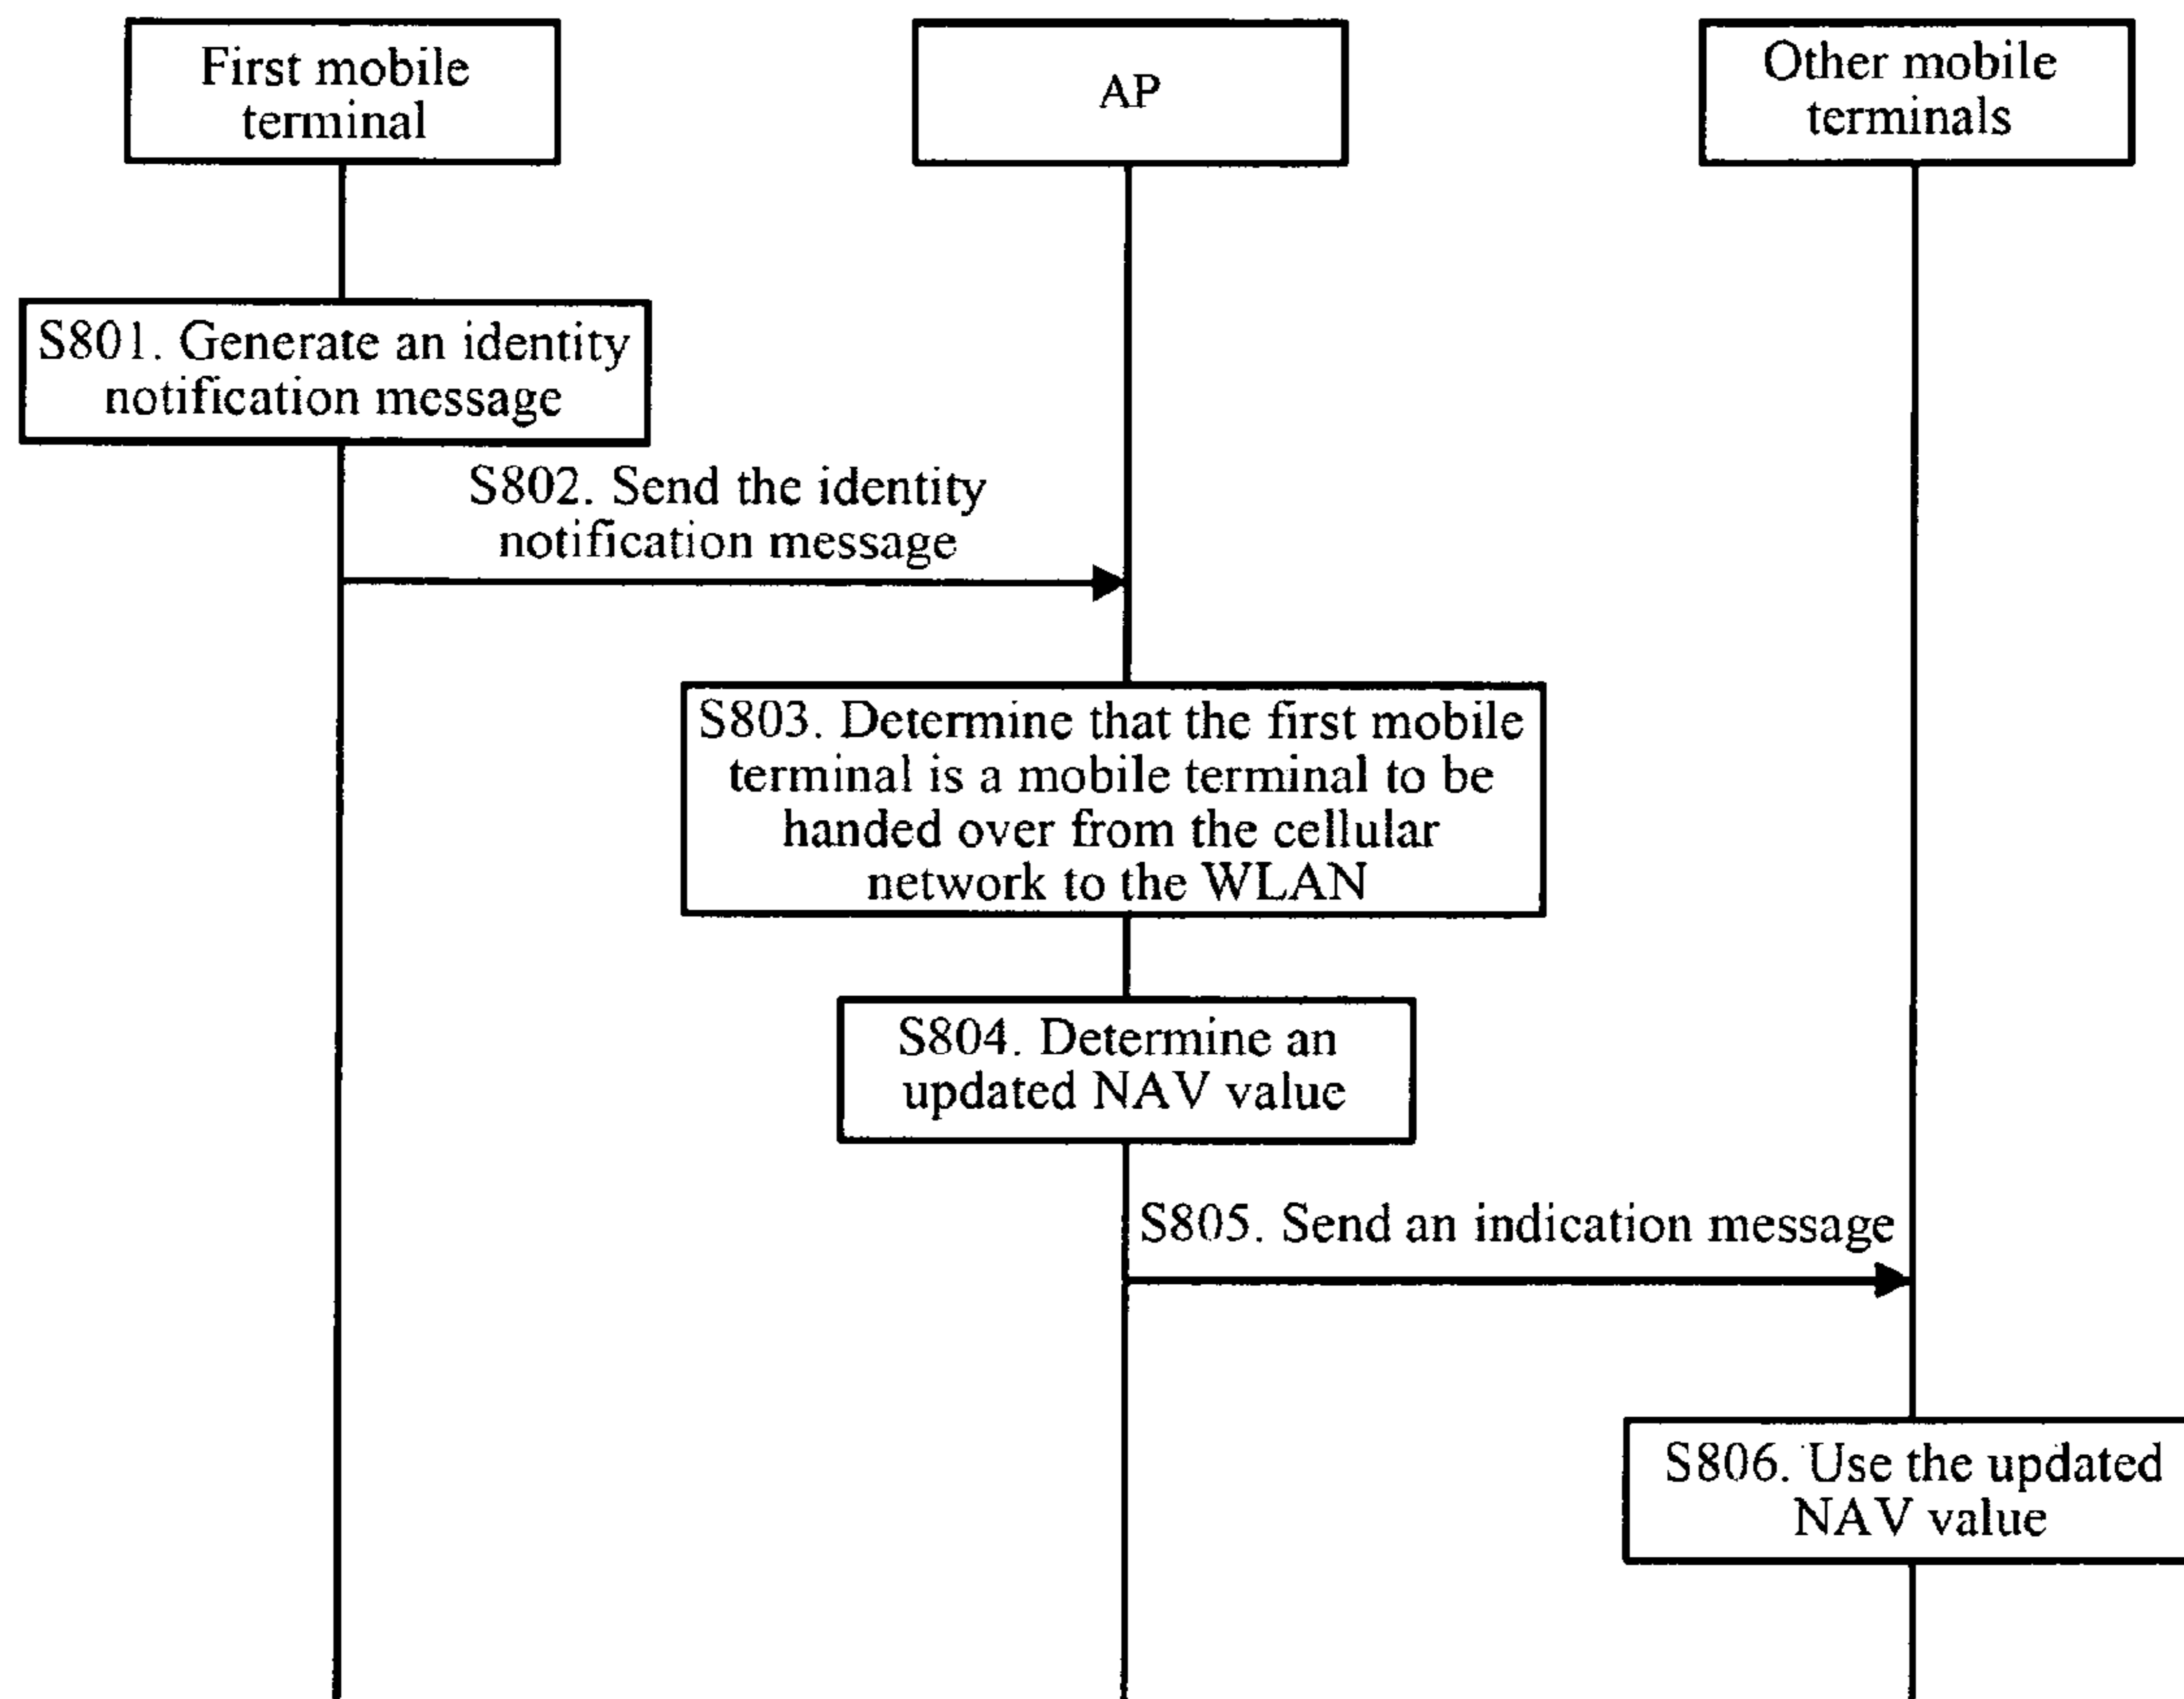 First mobile
terminal
AP
Other mobile
terminals
S801. Generate an identity
notification message
S802. Send the identity
notification message
S803. Determine that the first mobile
terminal is a mobile terminal to be
handed over from the cellular
network to the WLAN
S804. Determine an
updated NAV value
S805. Send an indication message
S806. Use the updated
NAV value